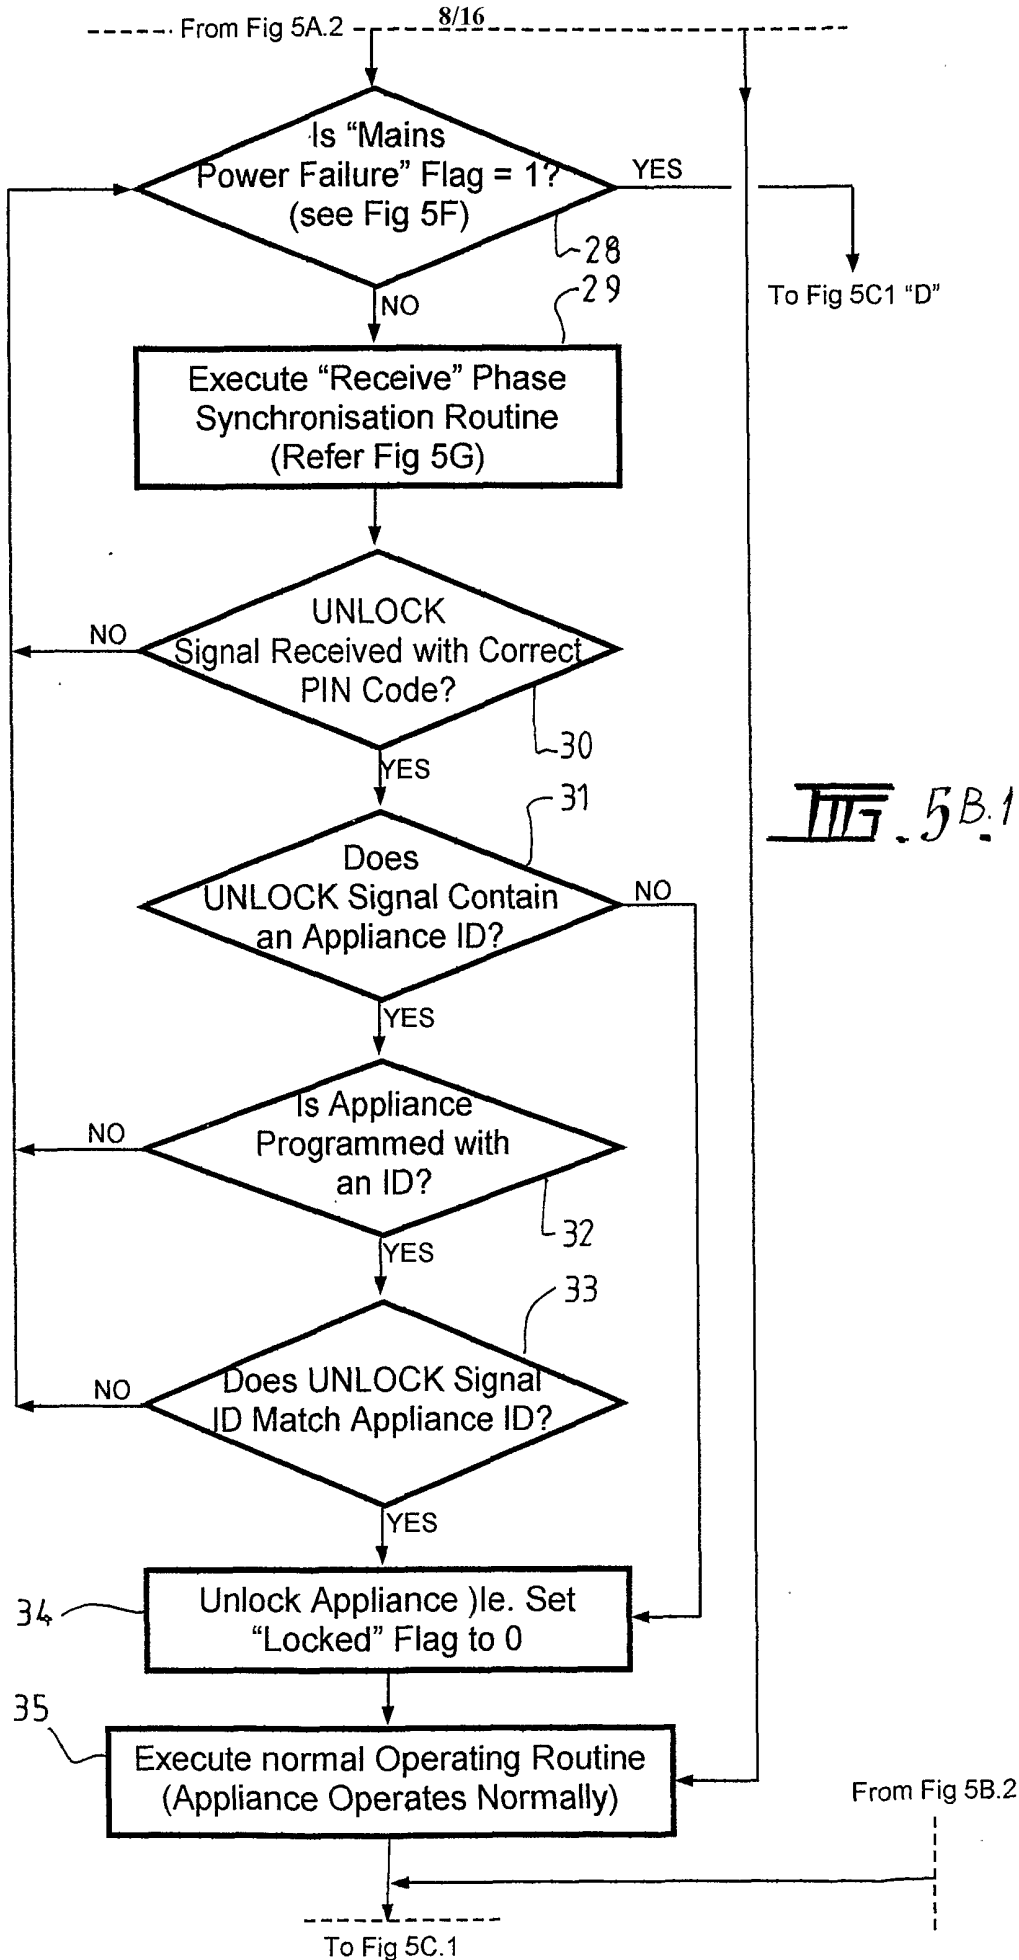 8/16
From Fig 5A.2
Is “Mains
Power Failure” Flag = 1?
(see Fig 5F)
YES
28
To Fig 5C1 “D”
NO
29
Execute “Receive” Phase
Synchronisation Routine
(Refer Fig 5G)
UNLOCK
Signal Received with Correct
PIN Code?
NO
30
YES
31
Does
UNLOCK Signal Contain
an Appliance ID?
NO
YES
FIG. 5B.1
Is Appliance
Programmed with
an ID?
NO
32
YES
33
Does UNLOCK Signal
ID Match Appliance ID?
NO
YES
34
Unlock Appliance )Ie. Set
“Locked” Flag to 0
35
Execute normal Operating Routine
(Appliance Operates Normally)
From Fig 5B.2
To Fig 5C.1